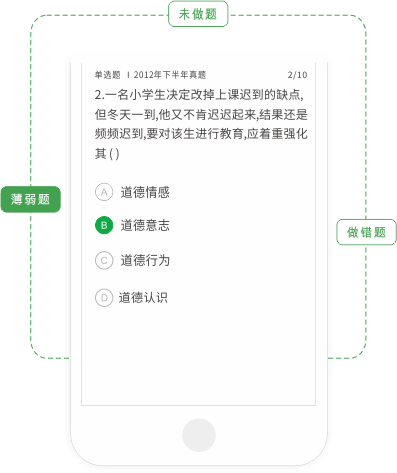 未做题
单选题 I 2012年下半年真题 2/10
2.一名小学生决定改掉上课迟到的缺点,
但冬天一到,他又不肯迟迟起来,结果还是
频频迟到,要对该生进行教育,应着重强化
其 ( )
A 道德情感
薄弱题
B 道德意志
做错题
C 道德行为
D 道德认识